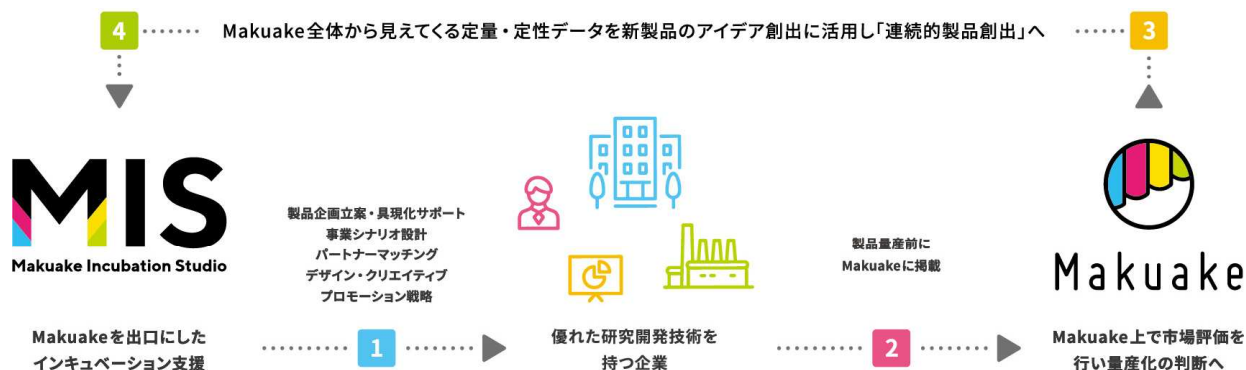 4
Makuake全体から見えてくる定量・定性データを新製品のアイデア創出に活用し「連続的製品創出」へ
3
MIS
Makuake Incubation Studio
製品企画立案・具現化サポート
事業シナリオ設計
パートナーマッチング
デザイン・クリエイティブ
プロモーション戦略
製品量産前に
Makuakeに掲載
Makuake
Makuakeを出口にした
インキュベーション支援
1
優れた研究開発技術を
持つ企業
2
Makuake上で市場評価を
行い量産化の判断へ